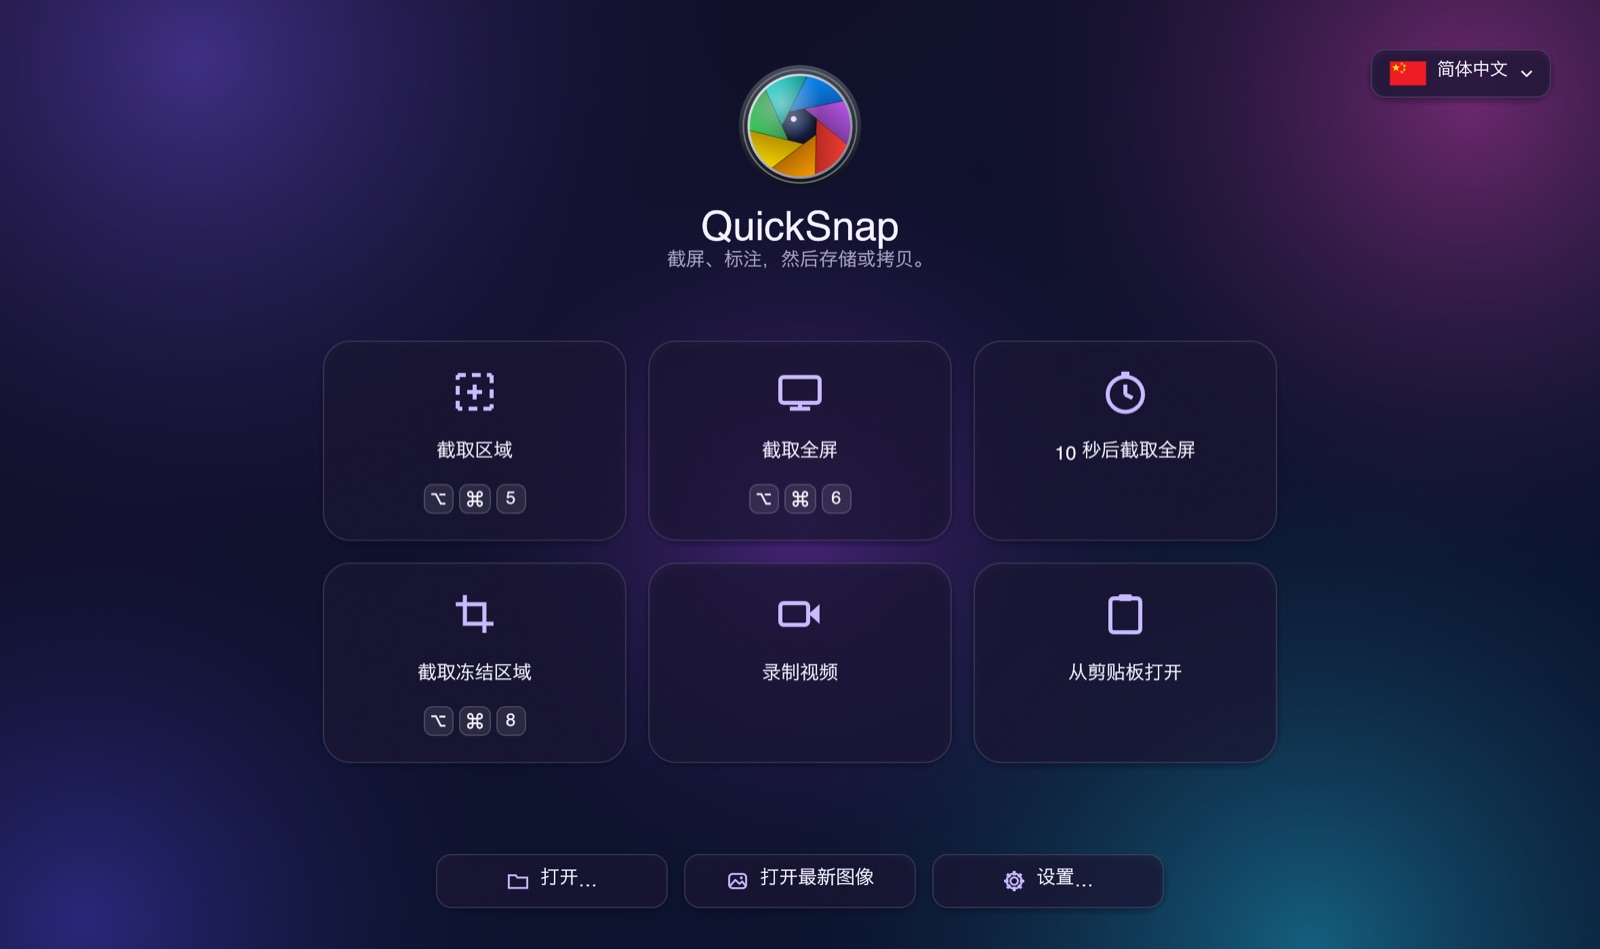 简体中文
QuickSnap
截屏、标注，然后存储或拷贝。
截取区域
⌥ ⌘ 5
截取全屏
⌥ ⌘ 6
10 秒后截取全屏
截取冻结区域
⌥ ⌘ 8
录制视频
从剪贴板打开
打开…
打开最新图像
设置…